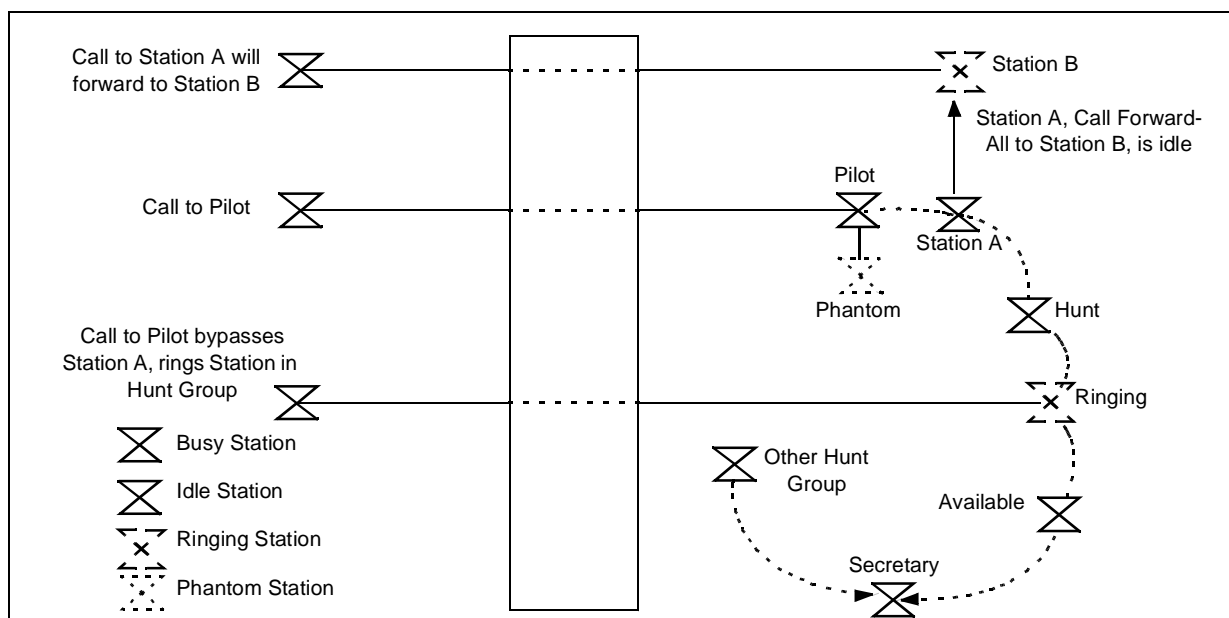 Call to Station A will
forward to Station B
Station B
Station A, Call Forward-
All to Station B, is idle
Pilot
Call to Pilot
Station A
Phantom
Hunt
Call to Pilot bypasses
Station A, rings Station in
Hunt Group
Ringing
Busy Station
Other Hunt
Group
Idle Station
Available
Ringing Station
Secretary
Phantom Station